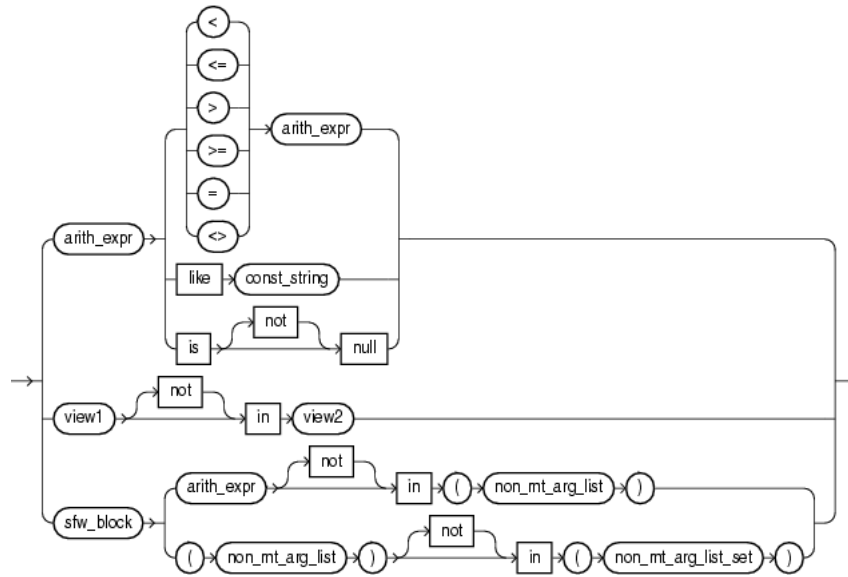 <
<=
>
arith_expr
>=
=
arith_expr
<>
like const_string
not
is null
not
view1 in view2
not
arith_expr in ( non_mt_arg_list )
sfw_block
not
( non_mt_arg_list ) in ( non_mt_arg_list_set )